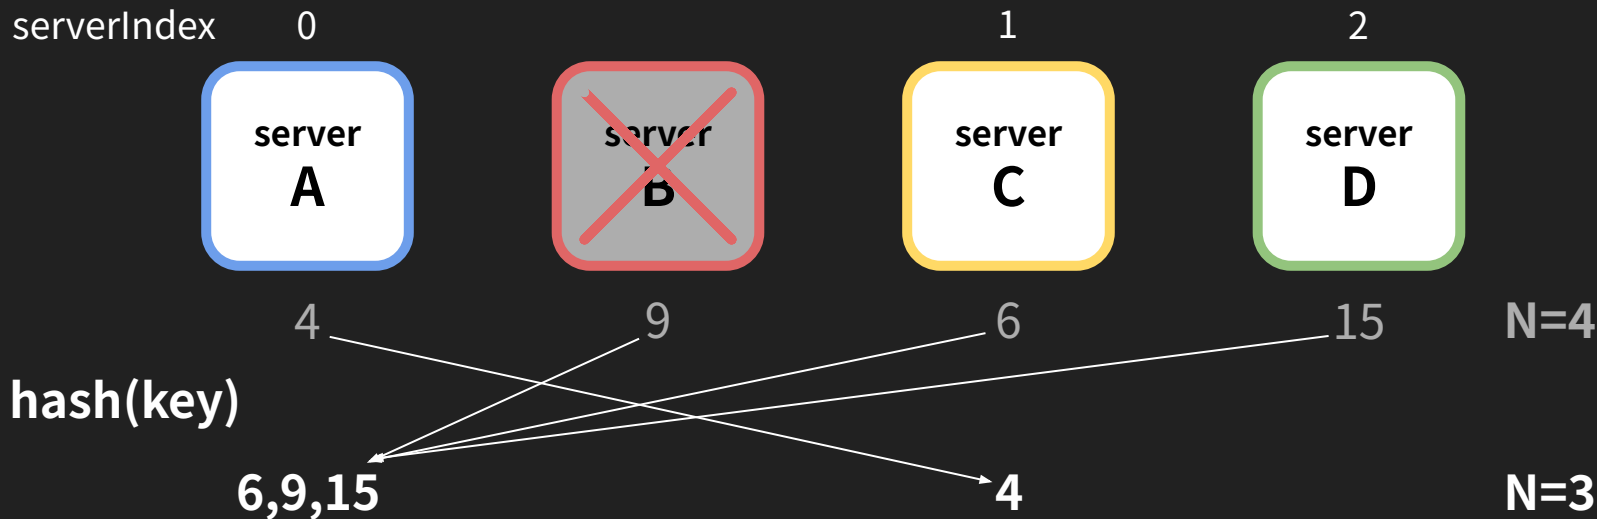 serverIndex 0 1 2
server server server server
A B C D
4 9 6 15 N=4
hash(key)
6,9,15 4 N=3